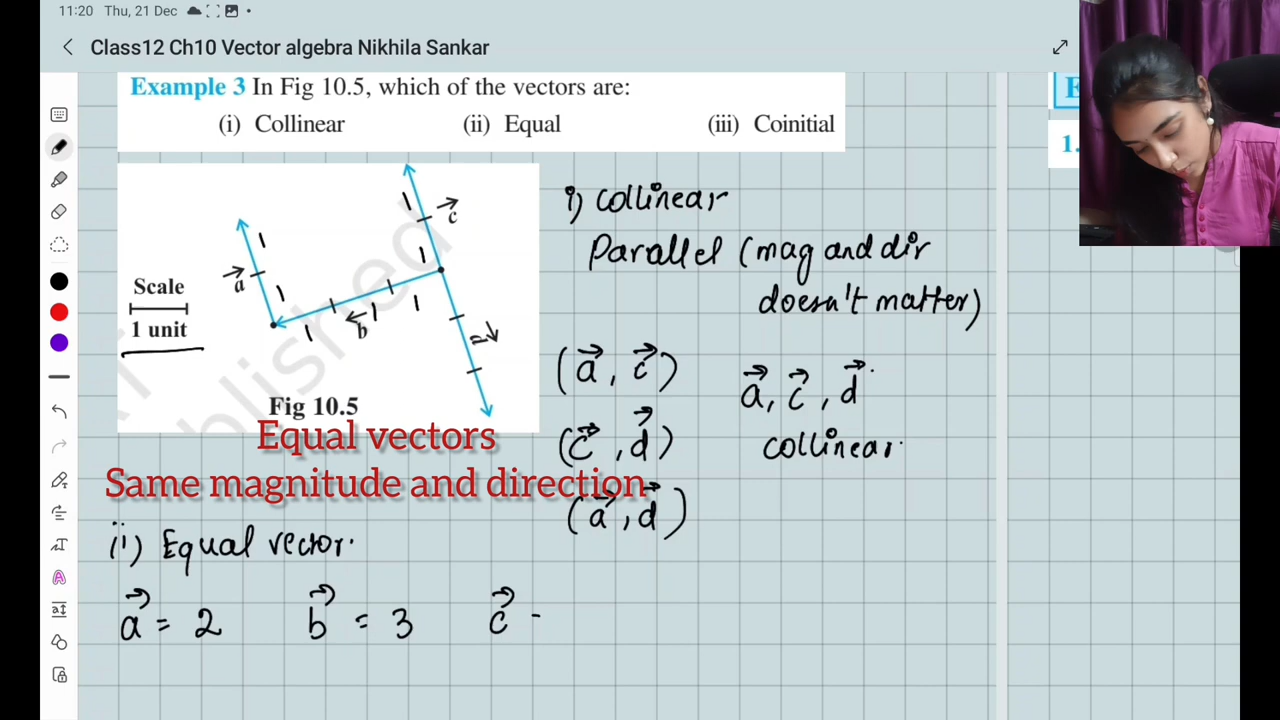 11:20 Thu, 21 Dec
Class12 Ch10 Vector algebra Nikhila Sankar
Example 3 In Fig 10.5, which of the vectors are:
(i) Collinear (ii) Equal (iii) Coinitial
E
1.
i) Collinear
Parallel (mag and dir
doesn't matter)
Scale
1 unit
a
b
c
d
Fig 10.5
blished
(a⃗, c⃗)
(c⃗, d⃗)
(a⃗, d⃗)
a⃗, c⃗, d⃗
collinear.
Equal vectors
Same magnitude and direction
ii) Equal vector.
a⃗ = 2 b⃗ = 3 c⃗ -